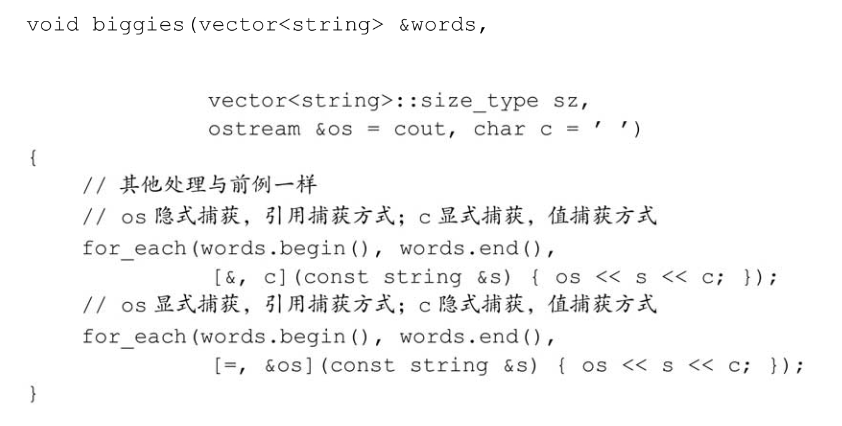 void biggies(vector<string> &words,
vector<string>::size_type sz,
ostream &os = cout, char c = ' ')
{
// 其他处理与前例一样
// os 隐式捕获，引用捕获方式；c 显式捕获，值捕获方式
for_each(words.begin(), words.end(),
[&, c](const string &s) { os << s << c; });
// os 显式捕获，引用捕获方式；c 隐式捕获，值捕获方式
for_each(words.begin(), words.end(),
[=, &os](const string &s) { os << s << c; });
}